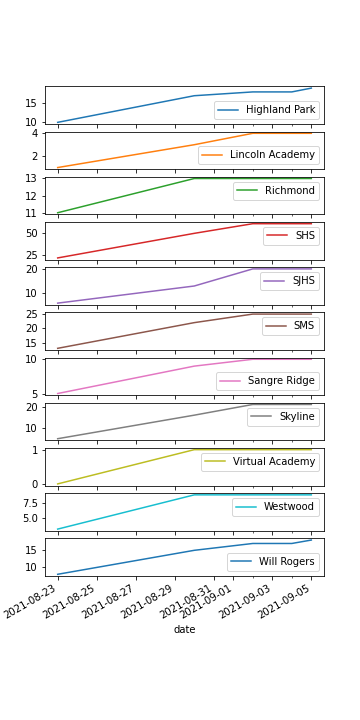 15
10
Highland Park
4
2
Lincoln Academy
13
12
11
Richmond
50
25
SHS
20
10
SJHS
25
20
15
SMS
10
5
Sangre Ridge
20
10
Skyline
1
0
Virtual Academy
7.5
5.0
Westwood
15
10
Will Rogers
2021-08-23
2021-08-25
2021-08-27
2021-08-29
2021-08-31
2021-09-01
2021-09-03
2021-09-05
date